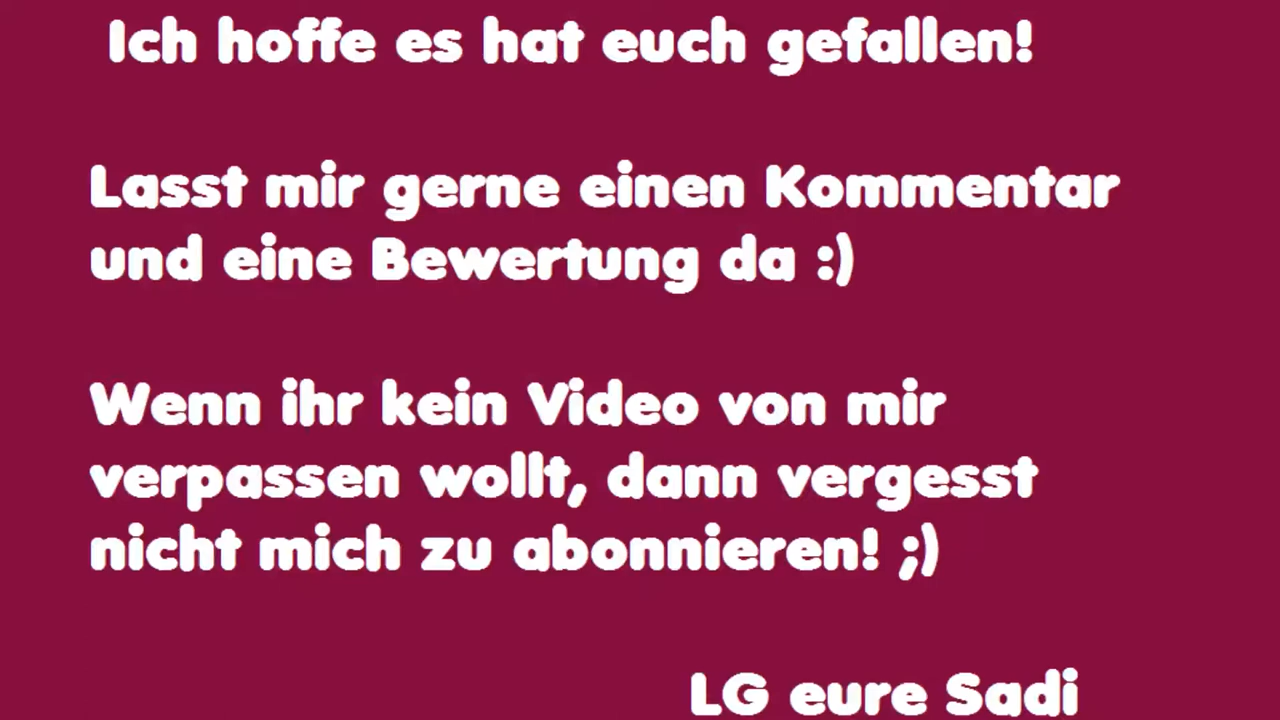 Ich hoffe es hat euch gefallen!
Lasst mir gerne einen Kommentar
und eine Bewertung da :)
Wenn ihr kein Video von mir
verpassen wollt, dann vergesst
nicht mich zu abonnieren! ;)
LG eure Sadi